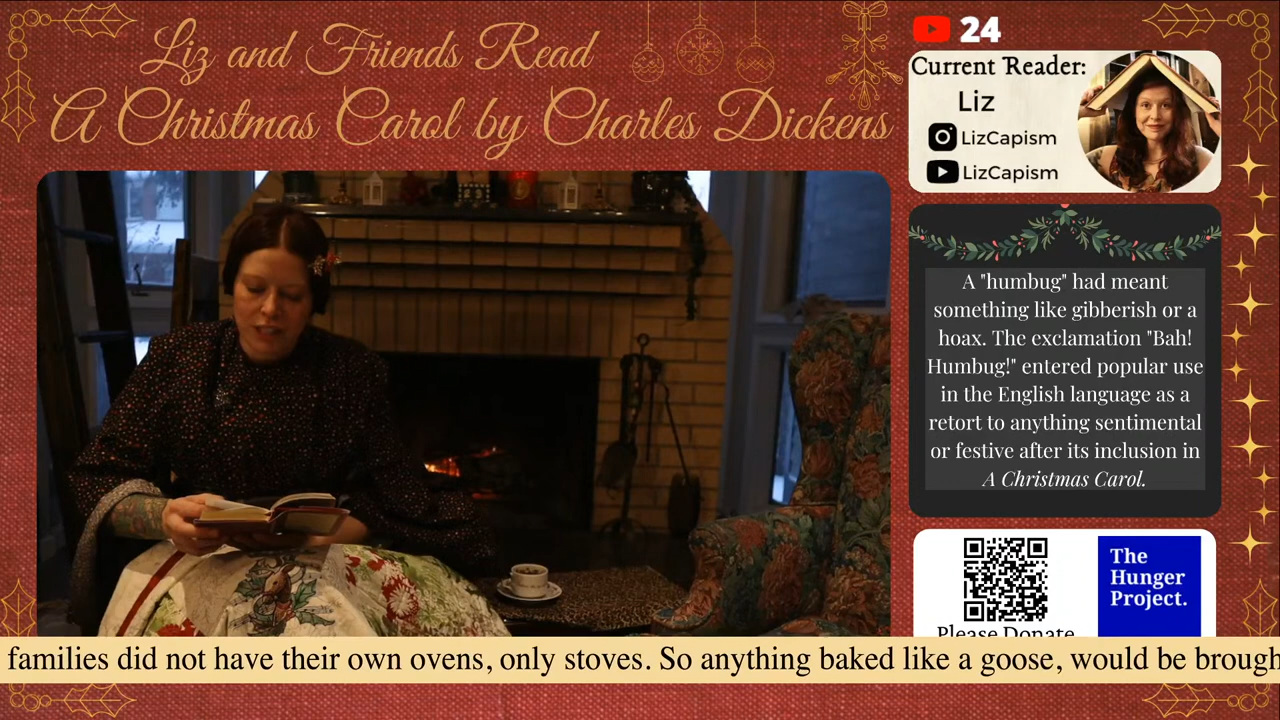 Liz and Friends Read
A Christmas Carol by Charles Dickens
24
Current Reader:
Liz
LizCapism
LizCapism
A "humbug" had meant
something like gibberish or a
hoax. The exclamation "Bah!
Humbug!" entered popular use
in the English language as a
retort to anything sentimental
or festive after its inclusion in
A Christmas Carol.
The
Hunger
Project.
Please Donate
families did not have their own ovens, only stoves. So anything baked like a goose, would be brough